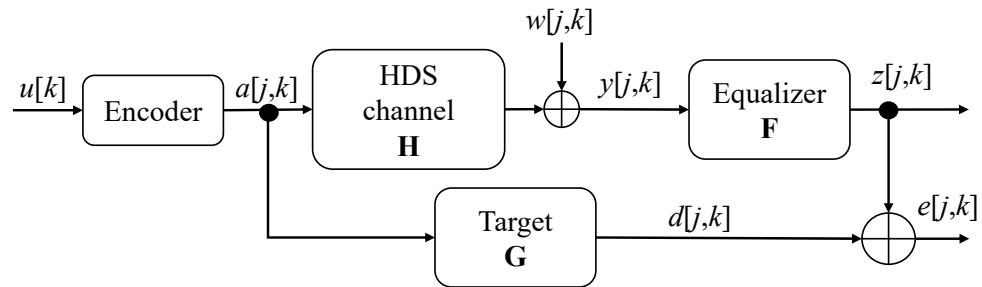 w[j,k]
u[k]
Encoder
a[j,k]
HDS
channel
H
y[j,k]
Equalizer
F
z[j,k]
Target
G
d[j,k]
e[j,k]